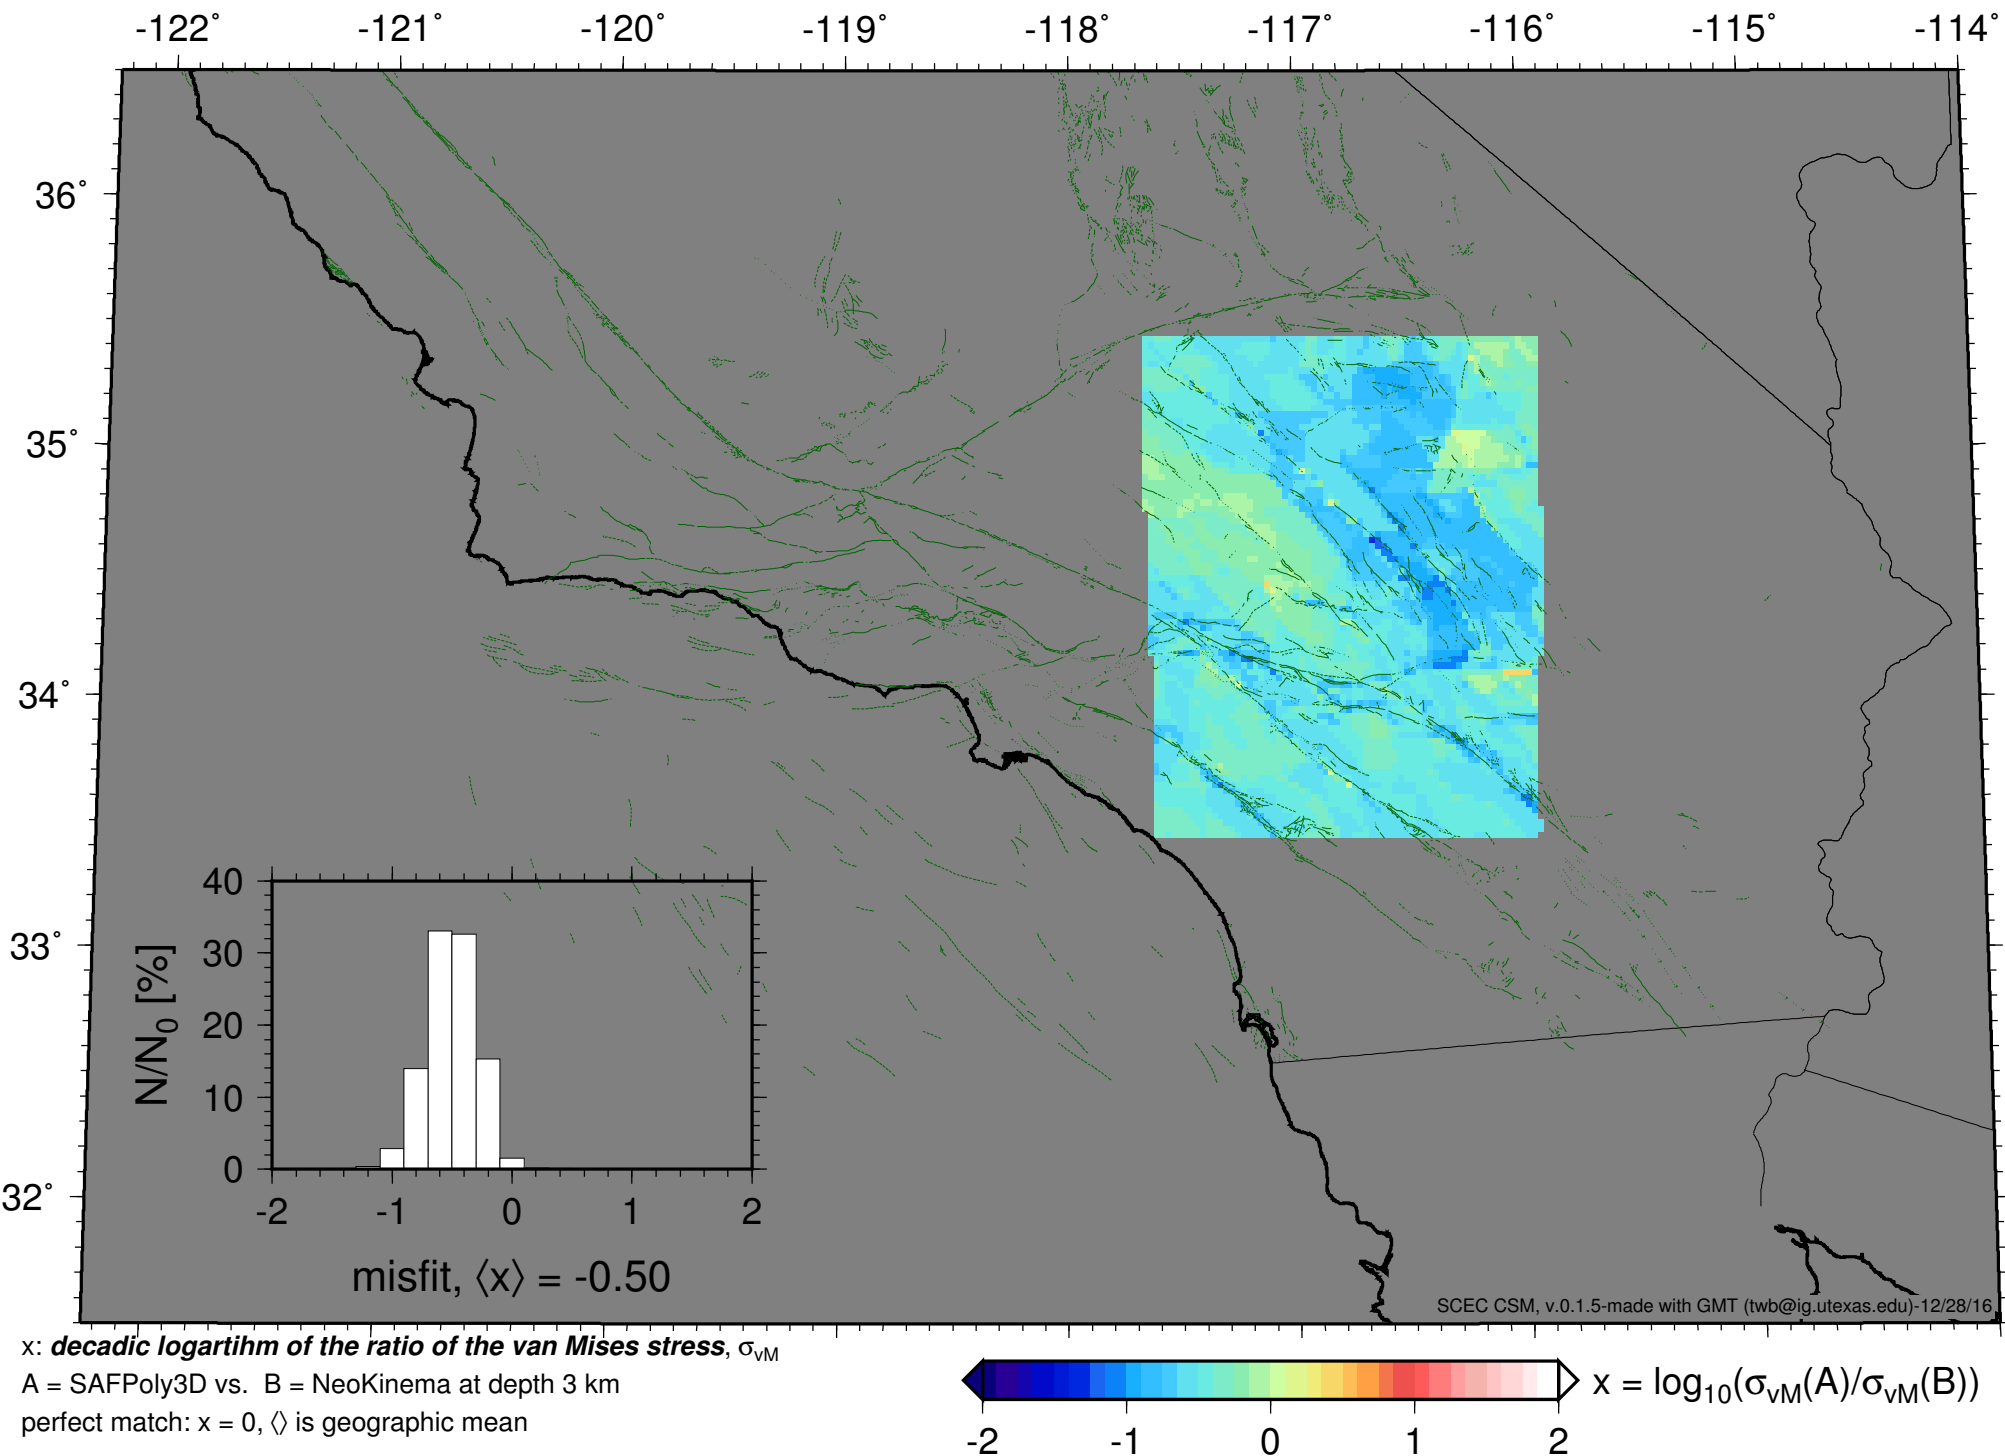 -122° -121° -120° -119° -118° -117° -116° -115° -114°
36°
35°
34°
33°
32°
40
30
20
10
0
N/N0 [%]
-2 -1 0 1 2
misfit, ⟨x⟩ = -0.50
SCEC CSM, v.0.1.5-made with GMT (twb@ig.utexas.edu)-12/28/16
x: decadic logartihm of the ratio of the van Mises stress, σvM
A = SAFPoly3D vs. B = NeoKinema at depth 3 km
perfect match: x = 0, ⟨⟩ is geographic mean
x = log10(σvM(A)/σvM(B))
-2 -1 0 1 2